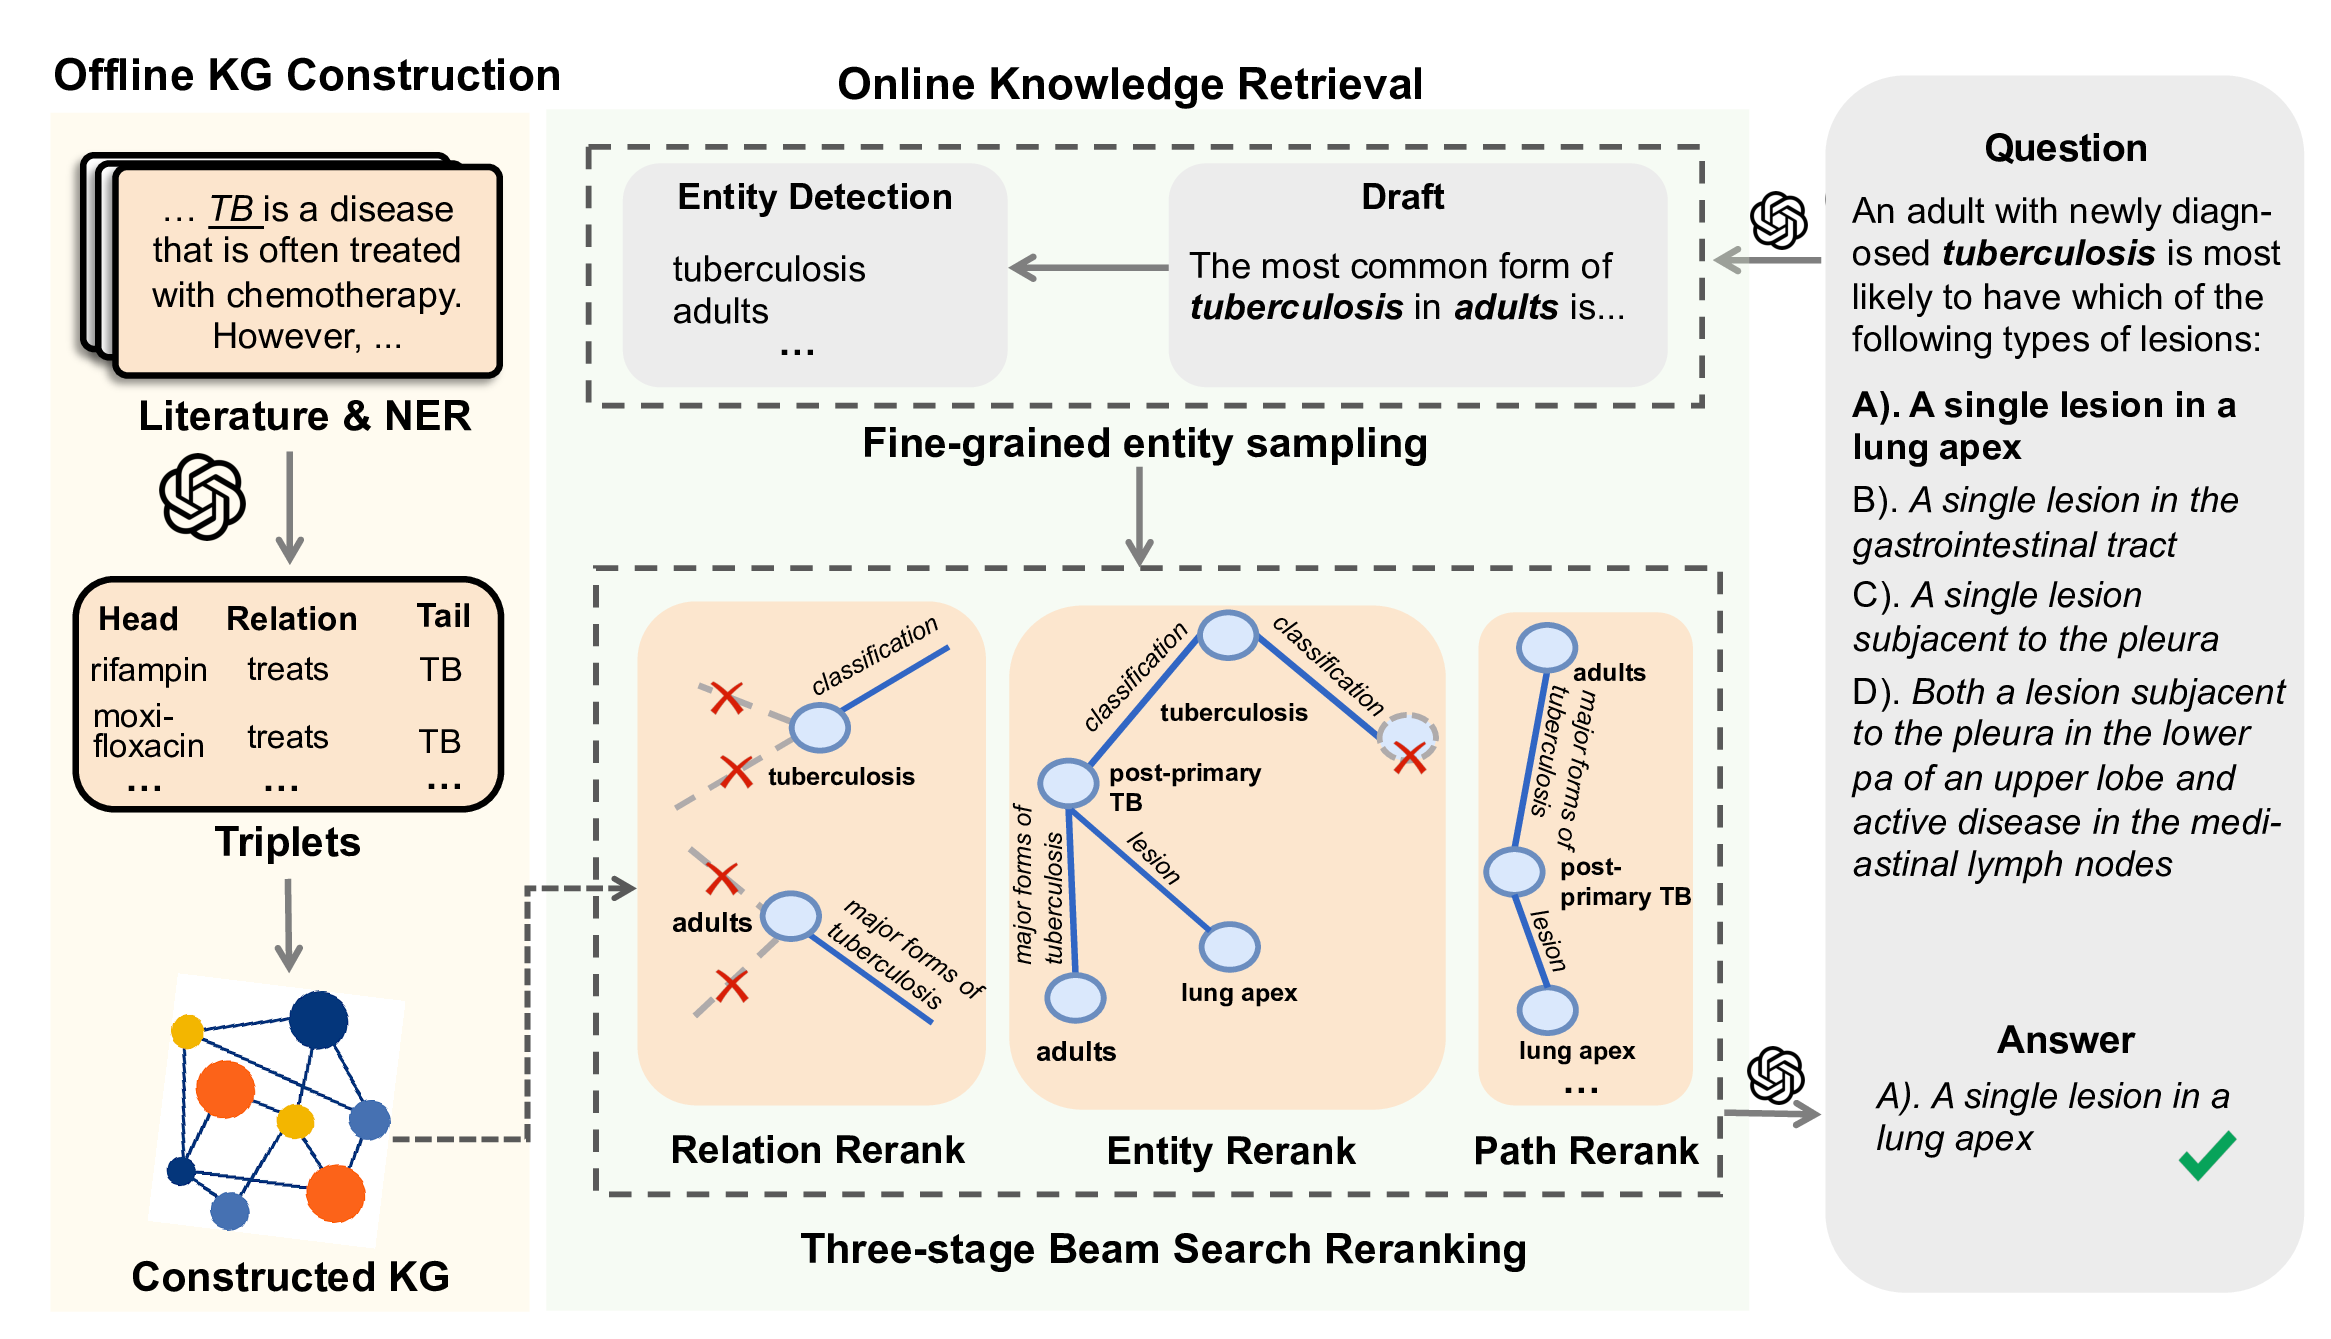 Offline KG Construction
… TB is a disease
that is often treated
with chemotherapy.
However, ...
Literature & NER
Head Relation Tail
rifampin treats TB
moxi-
floxacin treats TB
... ... ...
Triplets
Constructed KG
Online Knowledge Retrieval
Entity Detection
tuberculosis
adults
...
Draft
The most common form of
tuberculosis in adults is...
Fine-grained entity sampling
classification
tuberculosis
adults
major forms of
tuberculosis
Relation Rerank
classification
classification
tuberculosis
post-primary
TB
major forms of
tuberculosis
lesion
lung apex
adults
Entity Rerank
adults
major forms of
tuberculosis
post-
primary TB
lesion
lung apex
...
Path Rerank
Three-stage Beam Search Reranking
Question
An adult with newly diagn-
osed tuberculosis is most
likely to have which of the
following types of lesions:
A). A single lesion in a
lung apex
B). A single lesion in the
gastrointestinal tract
C). A single lesion
subjacent to the pleura
D). Both a lesion subjacent
to the pleura in the lower
pa of an upper lobe and
active disease in the medi-
astinal lymph nodes
Answer
A). A single lesion in a
lung apex